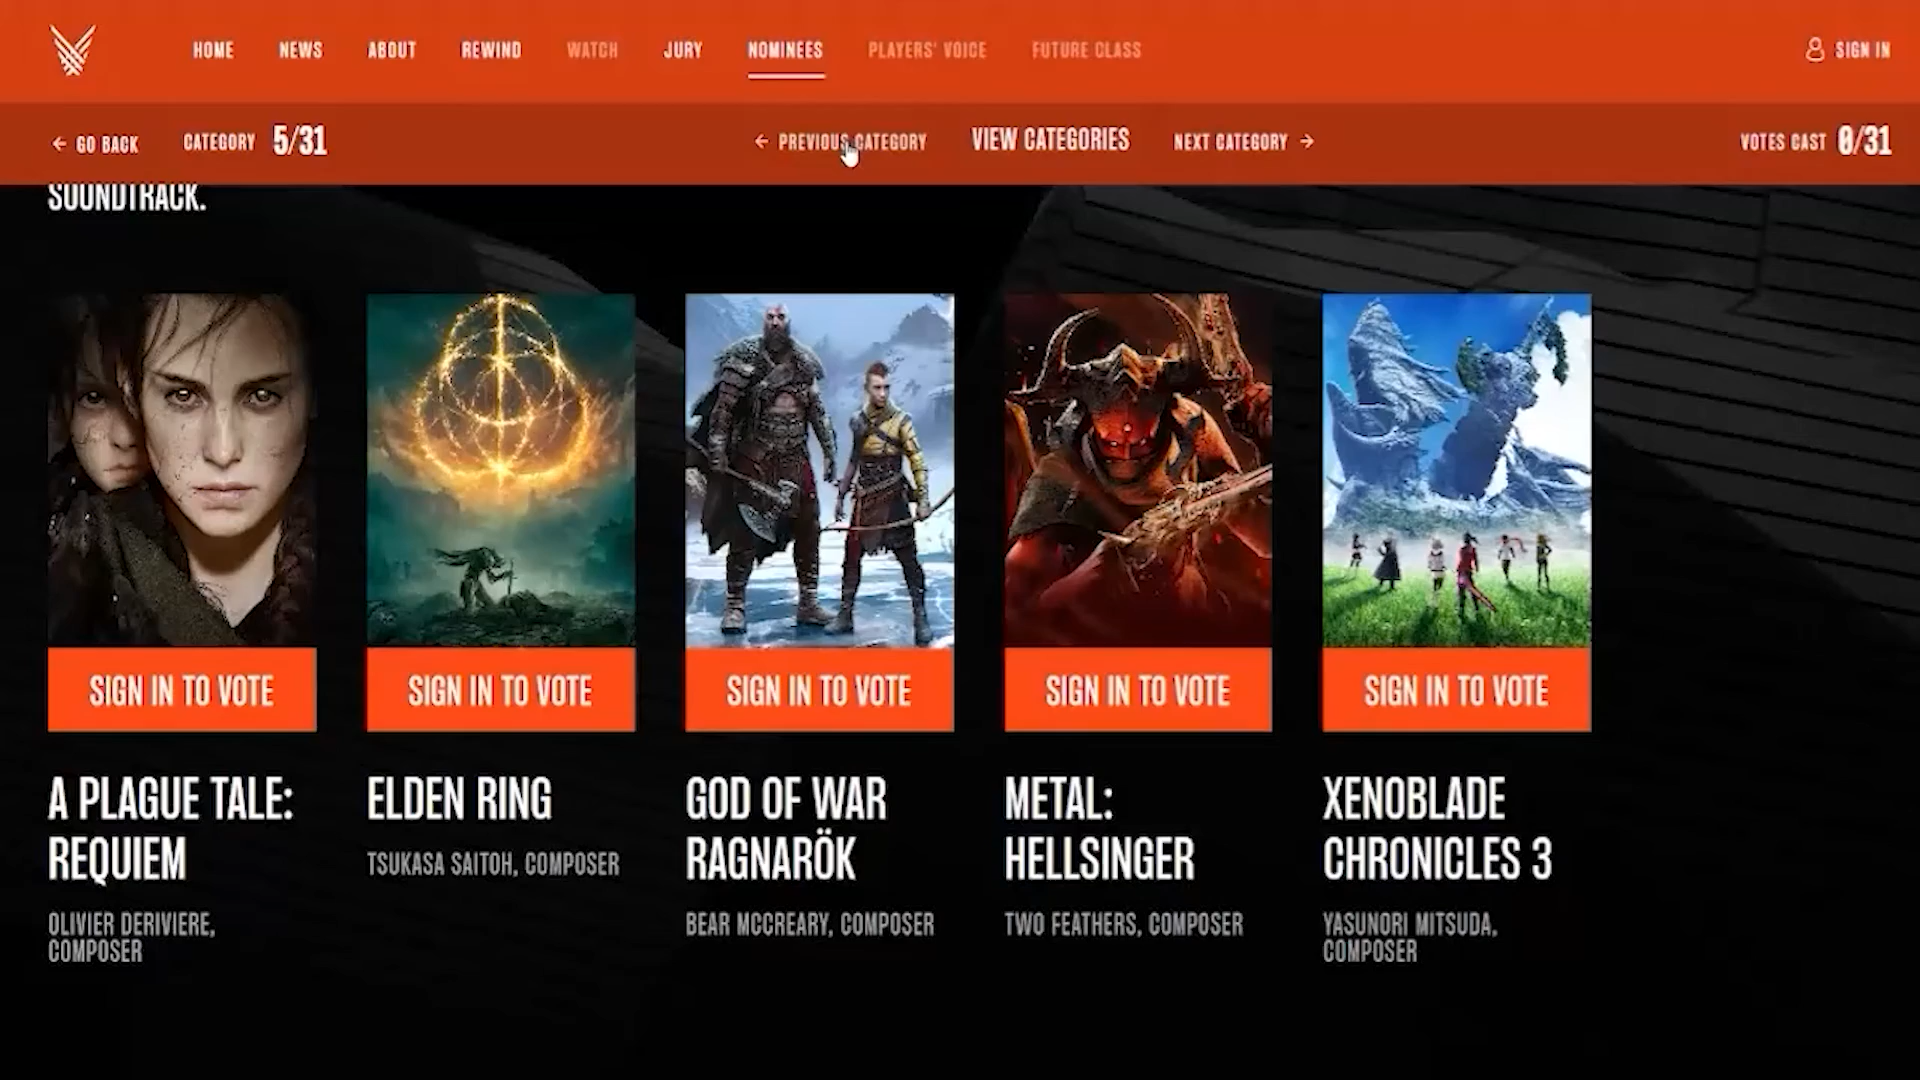 HOME NEWS ABOUT REWIND WATCH JURY NOMINEES PLAYERS' VOICE FUTURE CLASS SIGN IN
← GO BACK CATEGORY 5/31 ← PREVIOUS CATEGORY VIEW CATEGORIES NEXT CATEGORY → VOTES CAST 0/31
SOUNDTRACK.
SIGN IN TO VOTE SIGN IN TO VOTE SIGN IN TO VOTE SIGN IN TO VOTE SIGN IN TO VOTE
A PLAGUE TALE:
REQUIEM
OLIVIER DERIVIERE,
COMPOSER
ELDEN RING
TSUKASA SAITOH, COMPOSER
GOD OF WAR
RAGNARÖK
BEAR MCCREARY, COMPOSER
METAL:
HELLSINGER
TWO FEATHERS, COMPOSER
XENOBLADE
CHRONICLES 3
YASUNORI MITSUDA,
COMPOSER